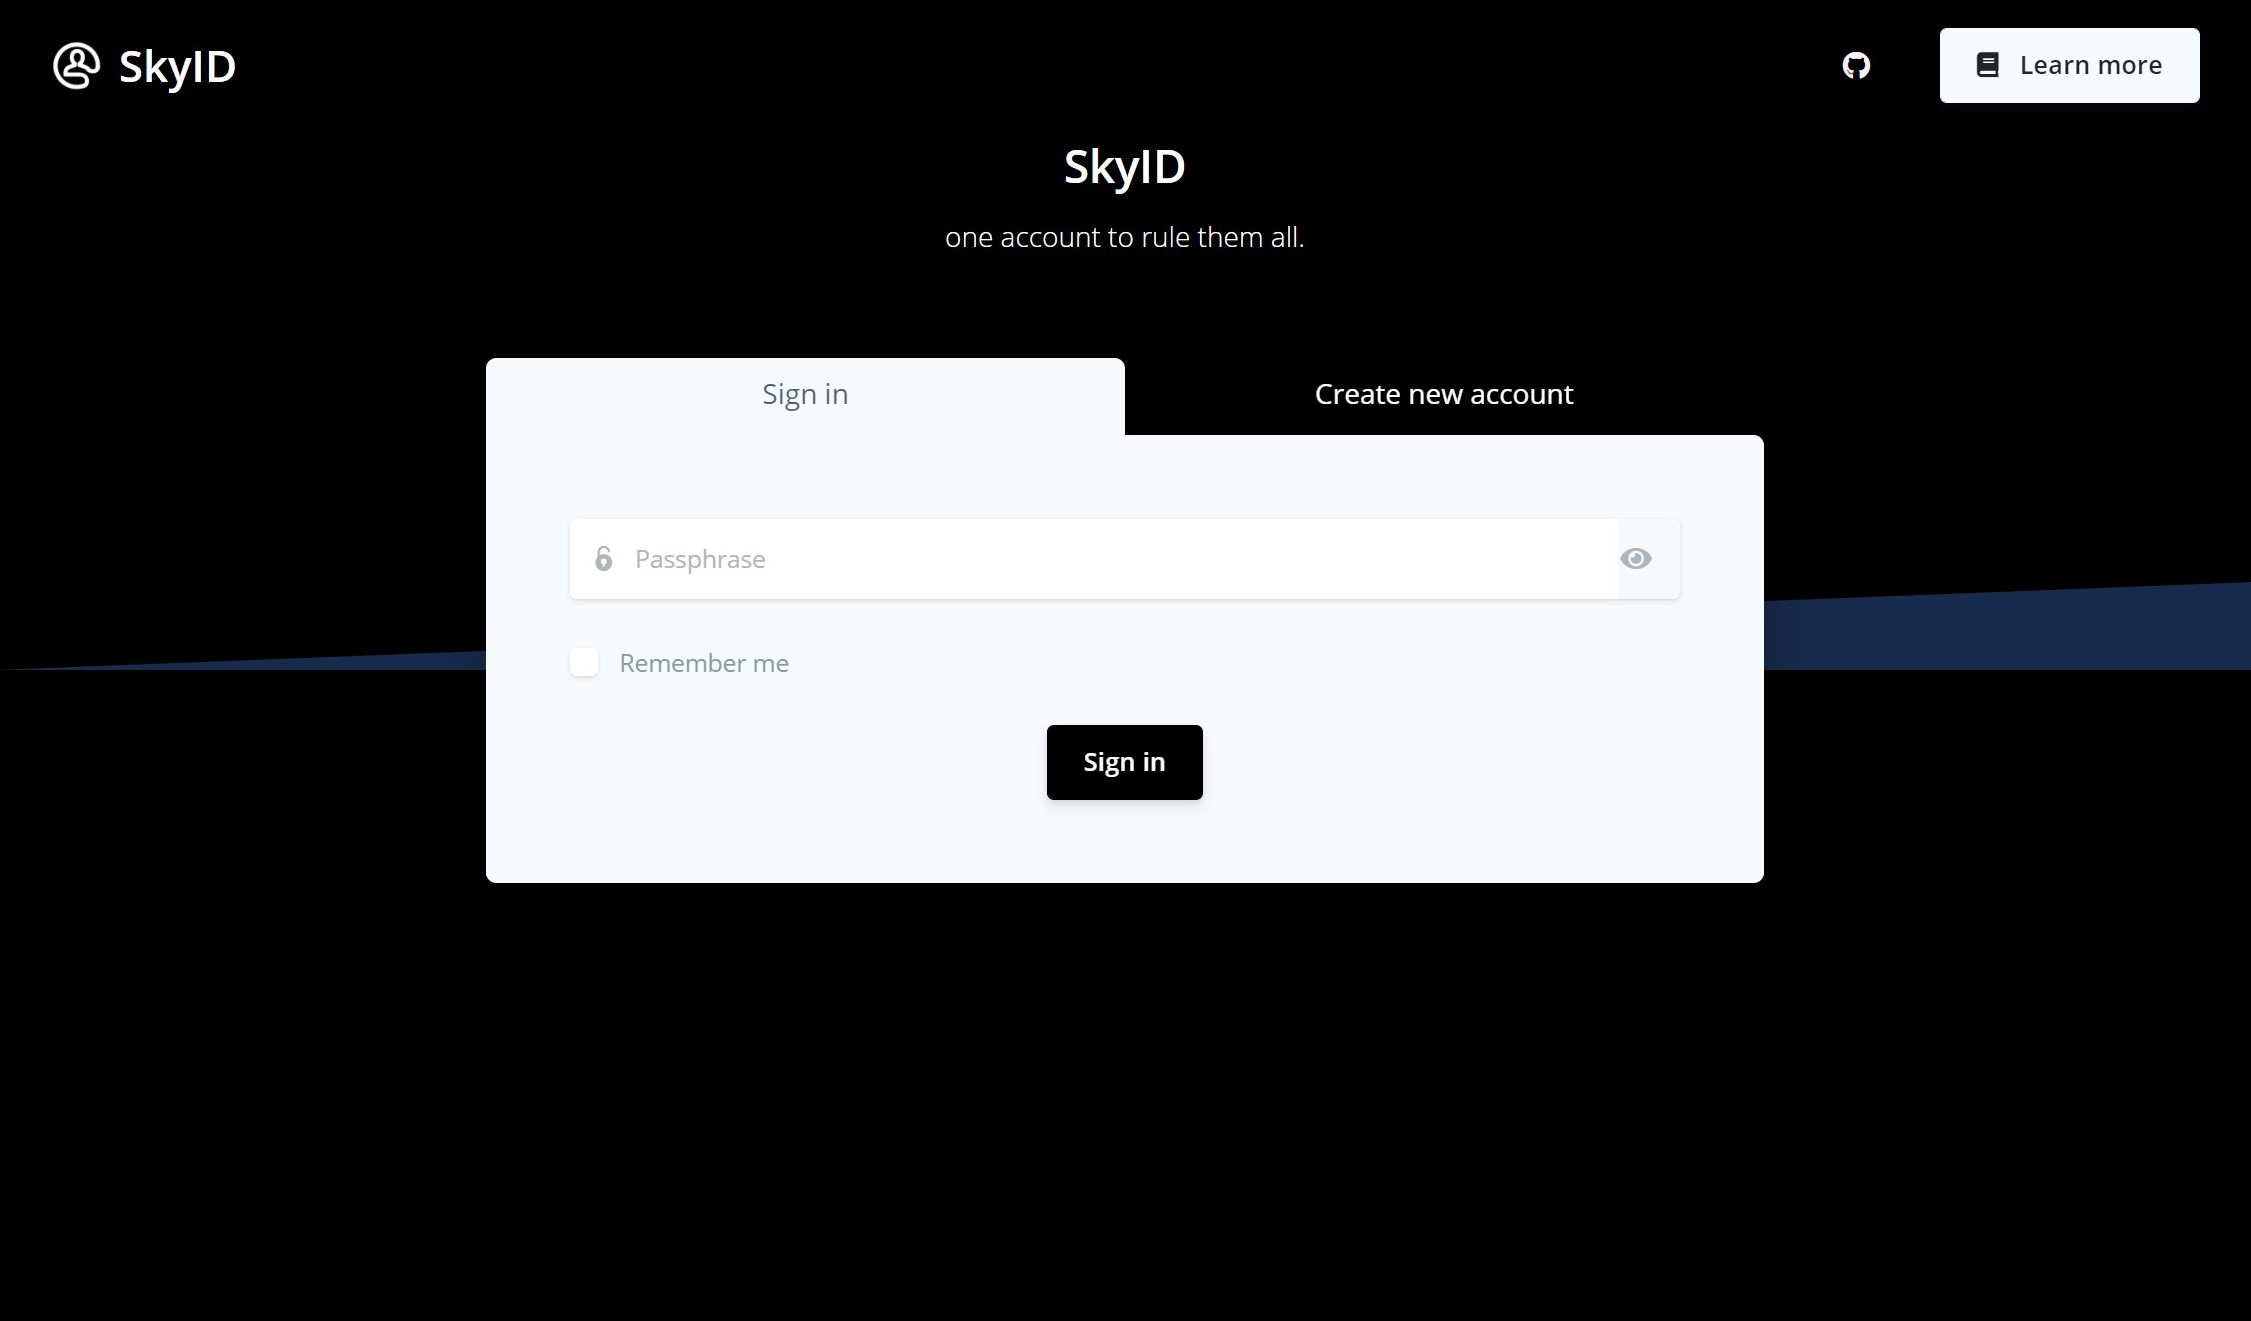 SkyID
Learn more
SkyID
one account to rule them all.
Sign in
Create new account
Passphrase
Remember me
Sign in